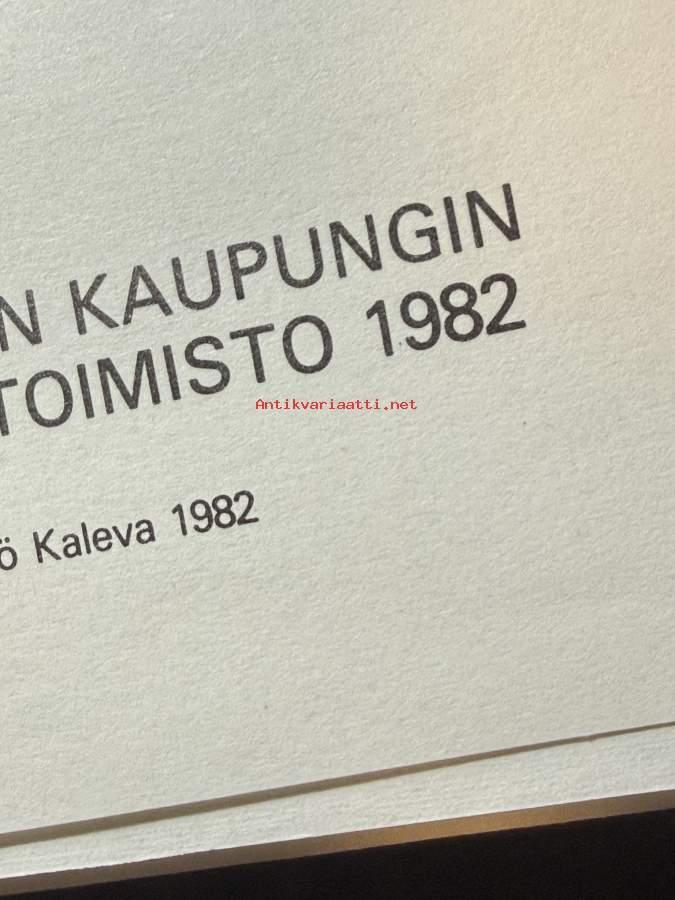 N KAUPUNGIN
TOIMISTO 1982
Antikvariaatti.net
ö Kaleva 1982